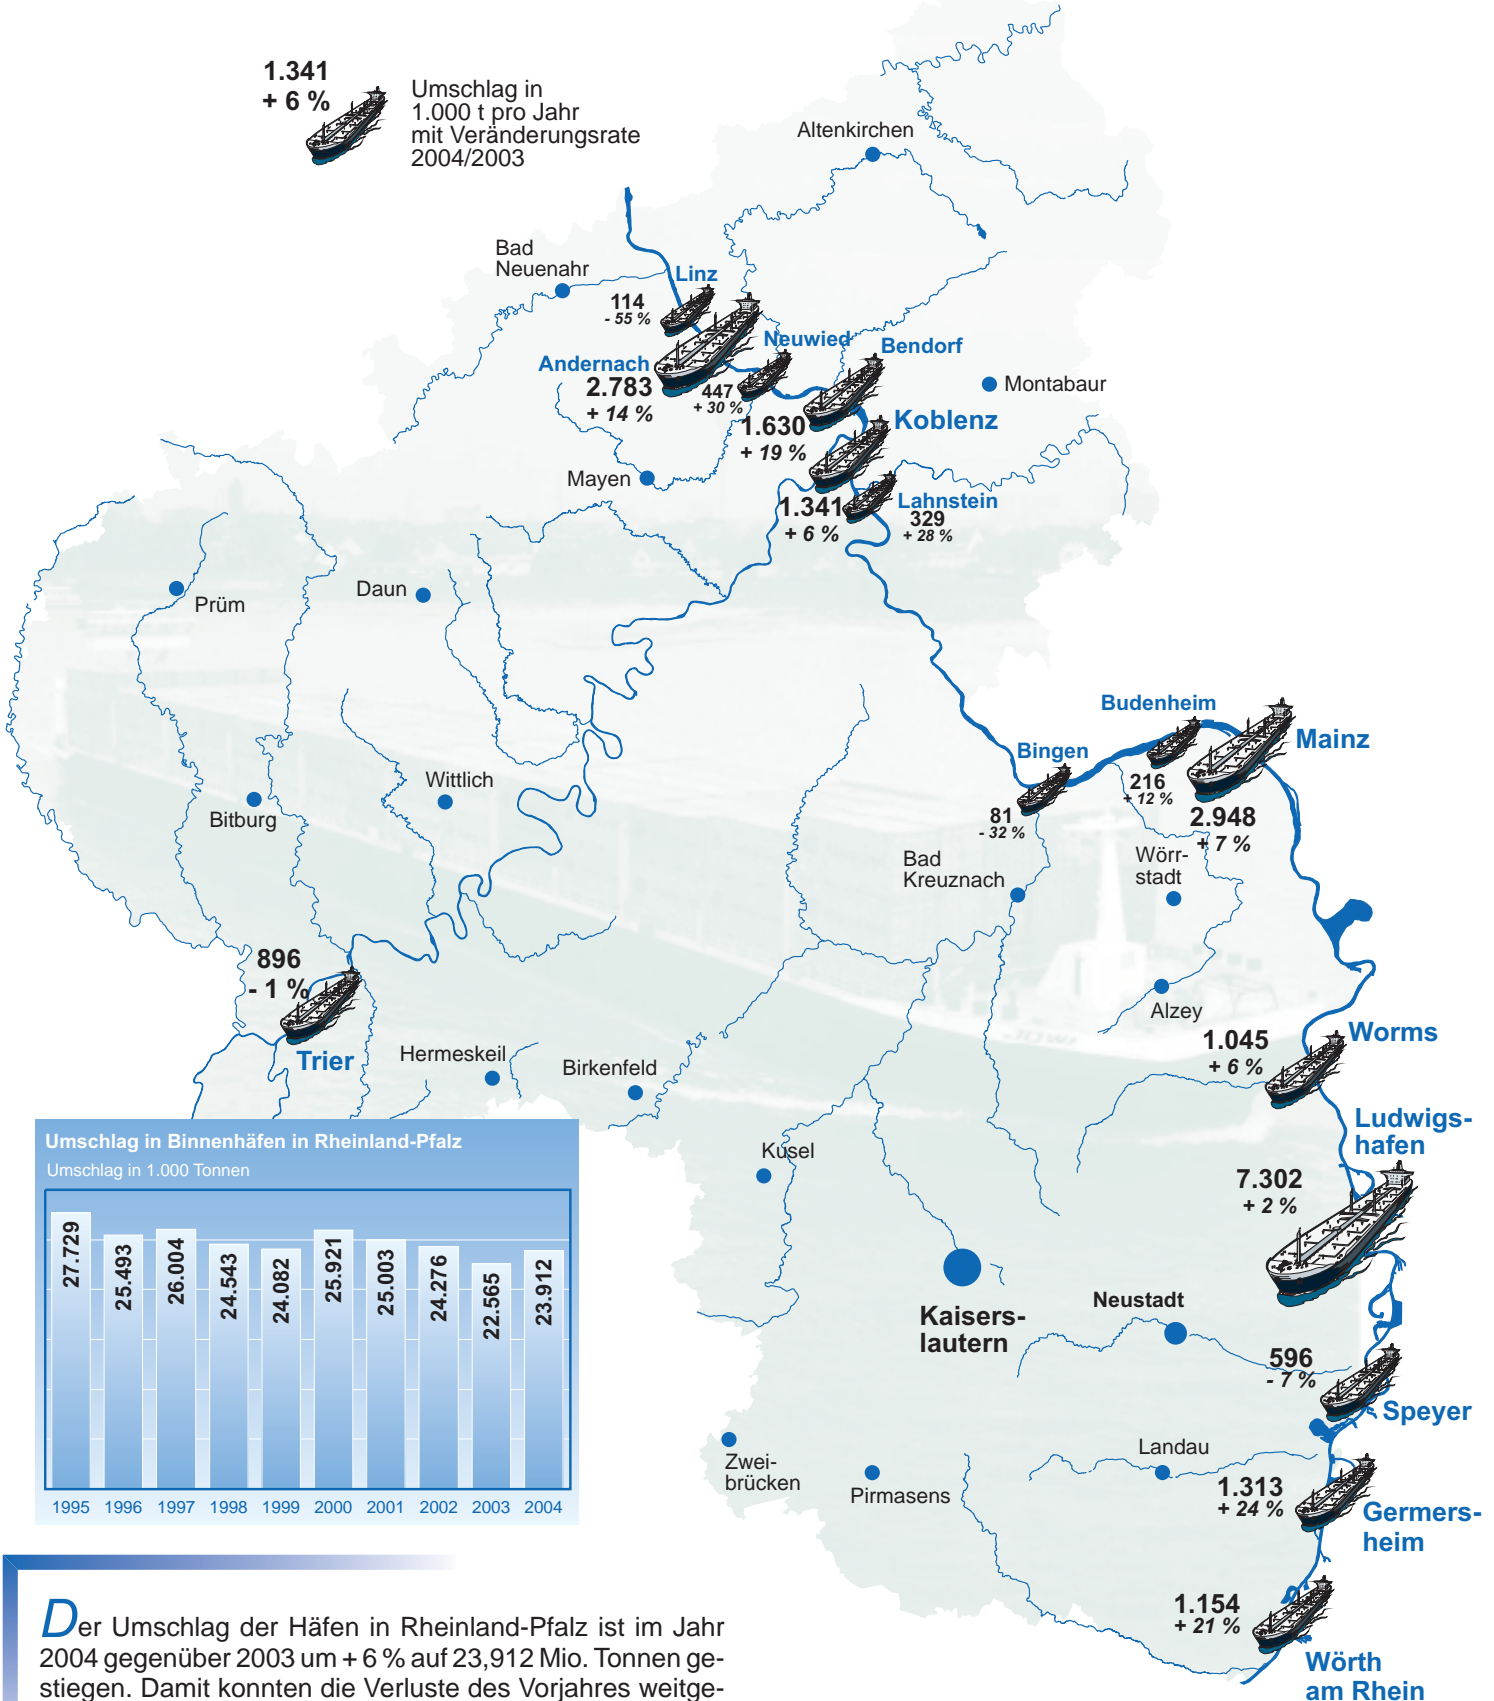 1.341
+ 6 %
Umschlag in
1.000 t pro Jahr
mit Veränderungsrate
2004/2003
Altenkirchen
Bad
Neuenahr
Linz
114
- 55 %
Neuwied
Bendorf
Andernach
2.783
+ 14 %
447
+ 30 %
Montabaur
1.630
+ 19 %
Koblenz
Mayen
1.341
+ 6 %
Lahnstein
329
+ 28 %
Prüm
Daun
Budenheim
Mainz
Bingen
216
+ 12 %
81
- 32 %
2.948
+ 7 %
Wittlich
Bitburg
Bad
Kreuznach
Wörr-
stadt
896
- 1 %
Trier
Alzey
Hermeskeil
Birkenfeld
1.045
+ 6 %
Worms
Ludwigs-
hafen
7.302
+ 2 %
Kusel
Kaisers-
lautern
Neustadt
596
- 7 %
Speyer
Zwei-
brücken
Pirmasens
Landau
1.313
+ 24 %
Germers-
heim
1.154
+ 21 %
Wörth
am Rhein
Umschlag in Binnenhäfen in Rheinland-Pfalz
Umschlag in 1.000 Tonnen
27.729
25.493
26.004
24.543
24.082
25.921
25.003
24.276
22.565
23.912
1995 1996 1997 1998 1999 2000 2001 2002 2003 2004
Der Umschlag der Häfen in Rheinland-Pfalz ist im Jahr
2004 gegenüber 2003 um + 6 % auf 23,912 Mio. Tonnen ge-
stiegen. Damit konnten die Verluste des Vorjahres weitge-